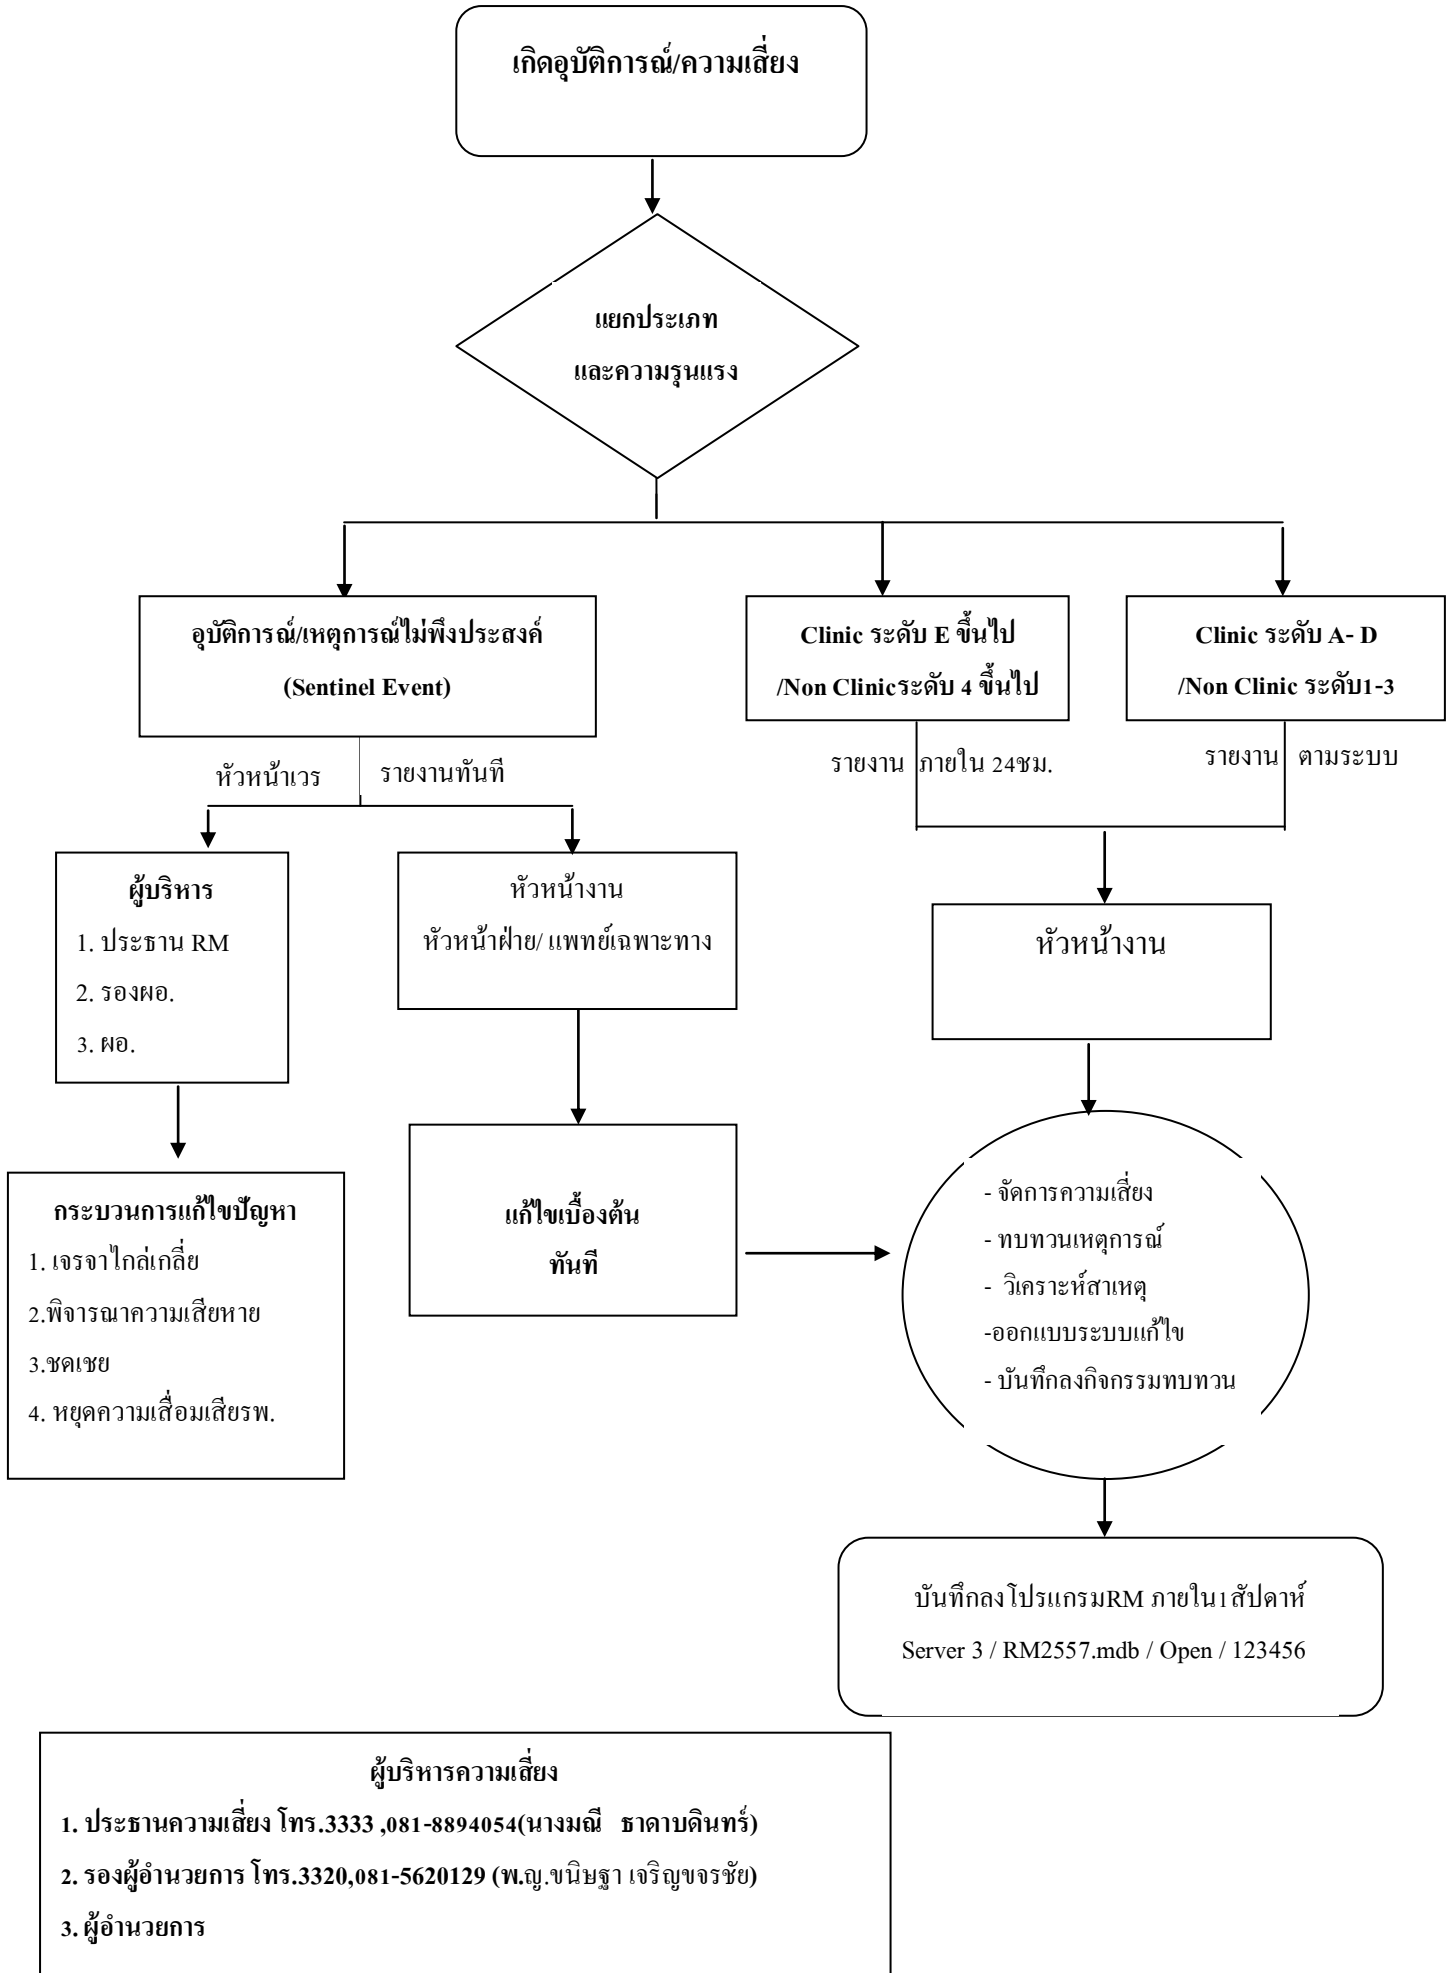 เกิดอุบัติการณ์/ความเสี่ยง
แยกประเภท
และความรุนแรง
อุบัติการณ์/เหตุการณ์ไม่พึงประสงค์
(Sentinel Event)
Clinic ระดับ E ขึ้นไป
/Non Clinicระดับ 4 ขึ้นไป
Clinic ระดับ A- D
/Non Clinic ระดับ1-3
หัวหน้าเวร รายงานทันที
รายงาน ภายใน 24ชม.
รายงาน ตามระบบ
ผู้บริหาร
1. ประธาน RM
2. รองผอ.
3. ผอ.
หัวหน้างาน
หัวหน้าฝ่าย/ แพทย์เฉพาะทาง
หัวหน้างาน
กระบวนการแก้ไขปัญหา
1. เจรจาไกล่เกลี่ย
2.พิจารณาความเสียหาย
3.ชดเชย
4. หยุดความเสื่อมเสียรพ.
แก้ไขเบื้องต้น
ทันที
- จัดการความเสี่ยง
- ทบทวนเหตุการณ์
- วิเคราะห์สาเหตุ
-ออกแบบระบบแก้ไข
- บันทึกลงกิจกรรมทบทวน
บันทึกลงโปรแกรมRM ภายใน1สัปดาห์
Server 3 / RM2557.mdb / Open / 123456
ผู้บริหารความเสี่ยง
1. ประธานความเสี่ยง โทร.3333 ,081-8894054(นางมณี ธาดาบดินทร์)
2. รองผู้อำนวยการ โทร.3320,081-5620129 (พ.ญ.ขนิษฐา เจริญขจรชัย)
3. ผู้อำนวยการ